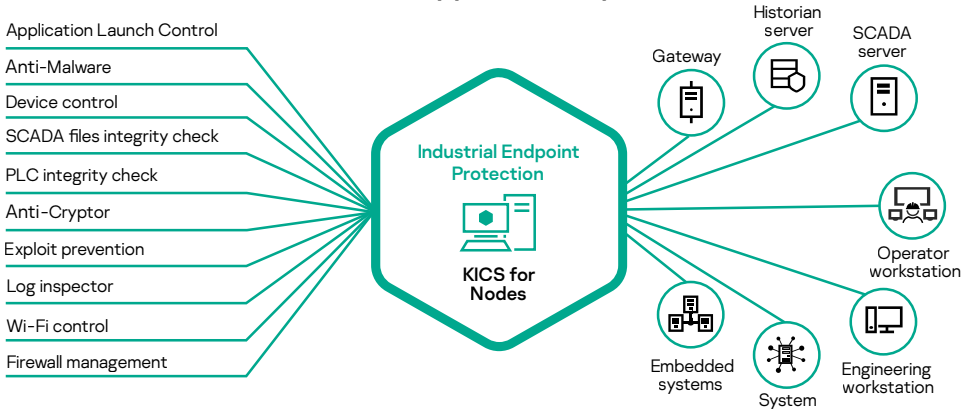 Application Launch Control
Anti-Malware
Device control
SCADA files integrity check
PLC integrity check
Anti-Cryptor
Exploit prevention
Log inspector
Wi-Fi control
Firewall management
Industrial Endpoint
Protection
KICS for
Nodes
Gateway
Historian
server
SCADA
server
Operator
workstation
Engineering
workstation
System
Embedded
systems